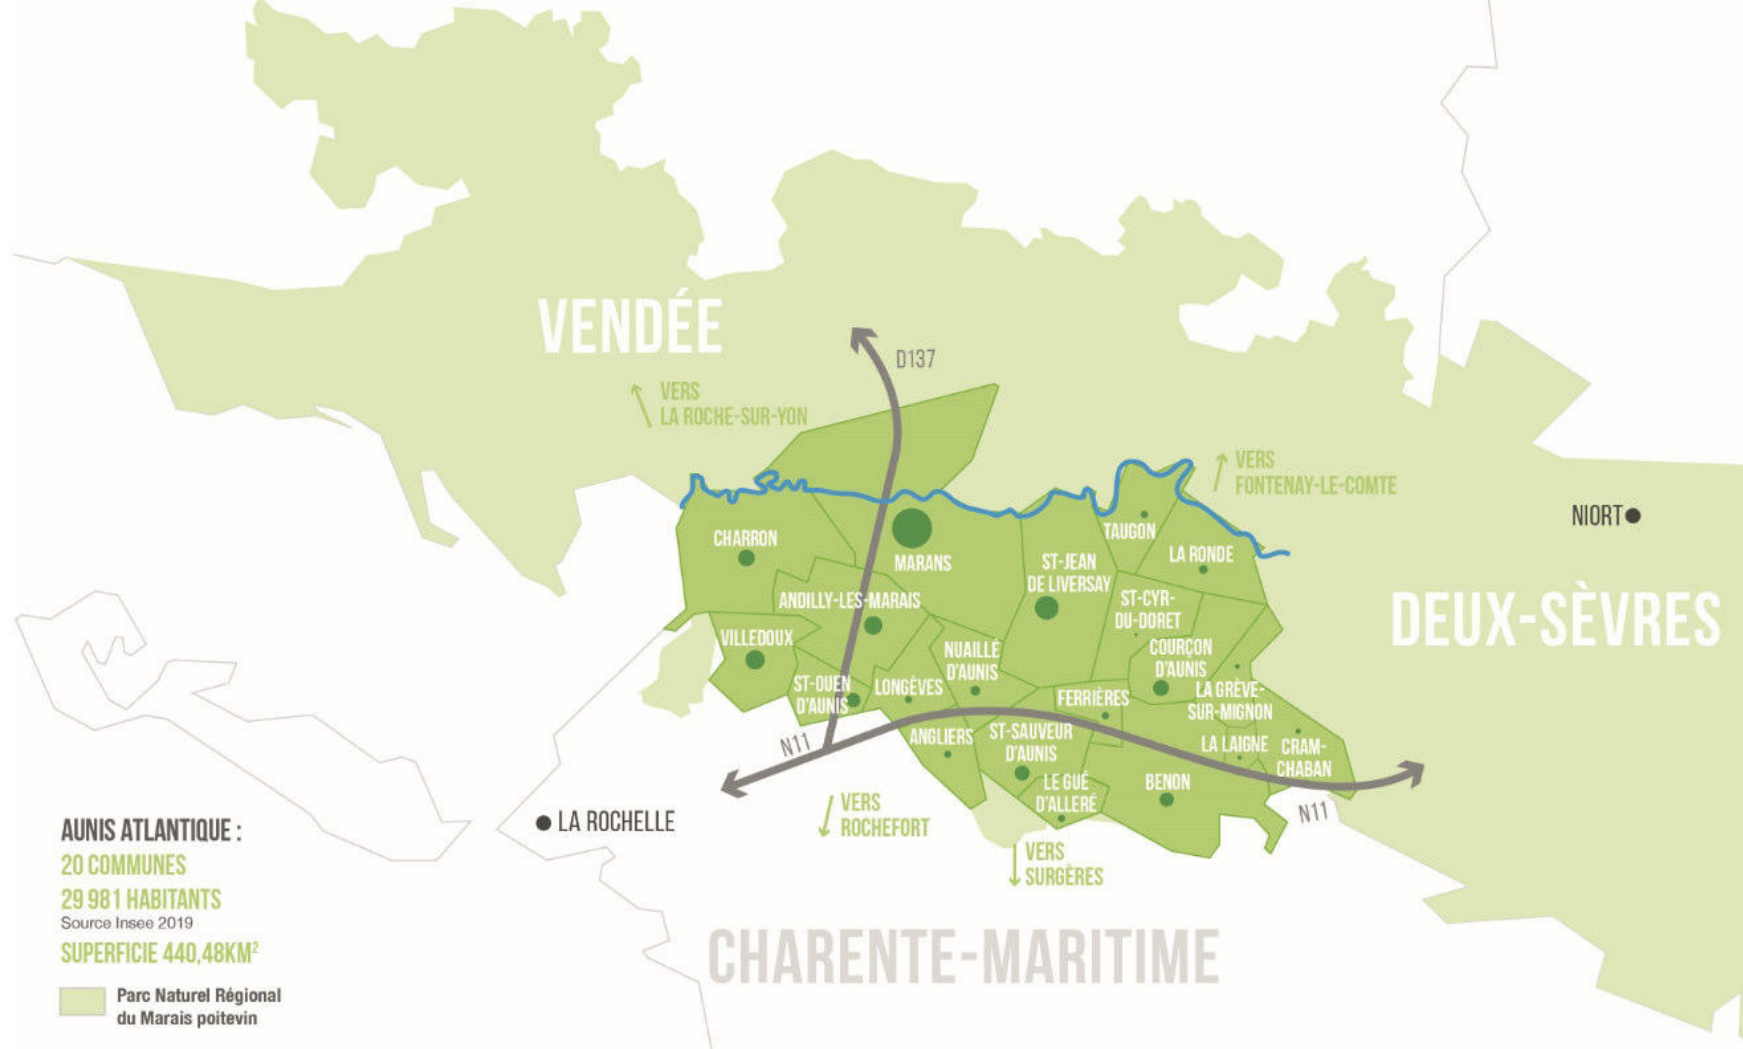 VENDÉE
D137
VERS
LA ROCHE-SUR-YON
VERS
FONTENAY-LE-COMTE
NIORT
TAUGON
CHARRON
MARANS
LA RONDE
ST-JEAN
DE LIVERSAY
ANDILLY-LES-MARAIS
ST-CYR-
DU-DORET
DEUX-SÈVRES
VILLEDOUX
NUAILLÉ
D'AUNIS
COURÇON
D'AUNIS
ST-OUEN
D'AUNIS
LONGÈVES
FERRIÈRES
LA GRÈVE-
SUR-MIGNON
N11
ANGLIERS
ST-SAUVEUR
D'AUNIS
LA LAIGNE
CRAM-
CHABAN
LE GUÉ
D'ALLERÉ
BENON
N11
LA ROCHELLE
VERS
ROCHEFORT
VERS
SURGÈRES
CHARENTE-MARITIME
AUNIS ATLANTIQUE :
20 COMMUNES
29 981 HABITANTS
Source Insee 2019
SUPERFICIE 440,48KM²
Parc Naturel Régional
du Marais poitevin